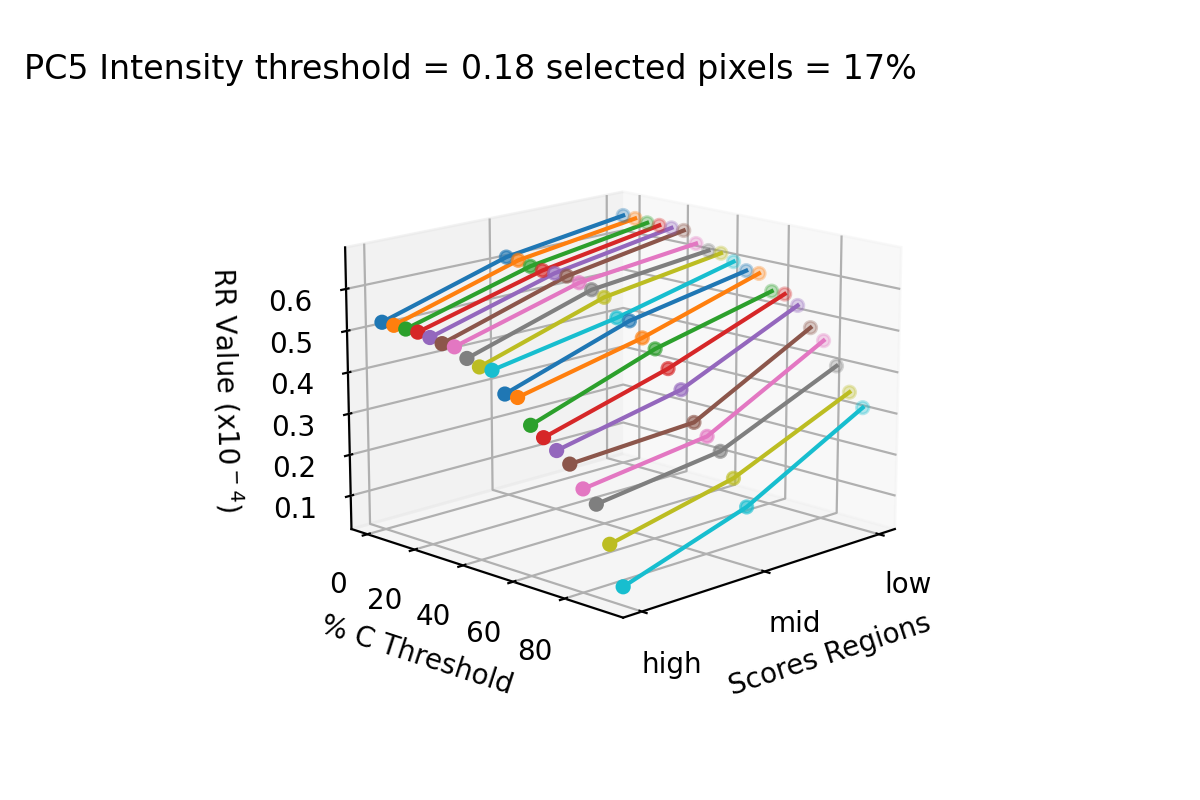 PC5 Intensity threshold = 0.18 selected pixels = 17%
RR Value (x10⁻⁴)
0.6
0.5
0.4
0.3
0.2
0.1
0
20
40
60
80
% C Threshold
high
mid
low
Scores Regions